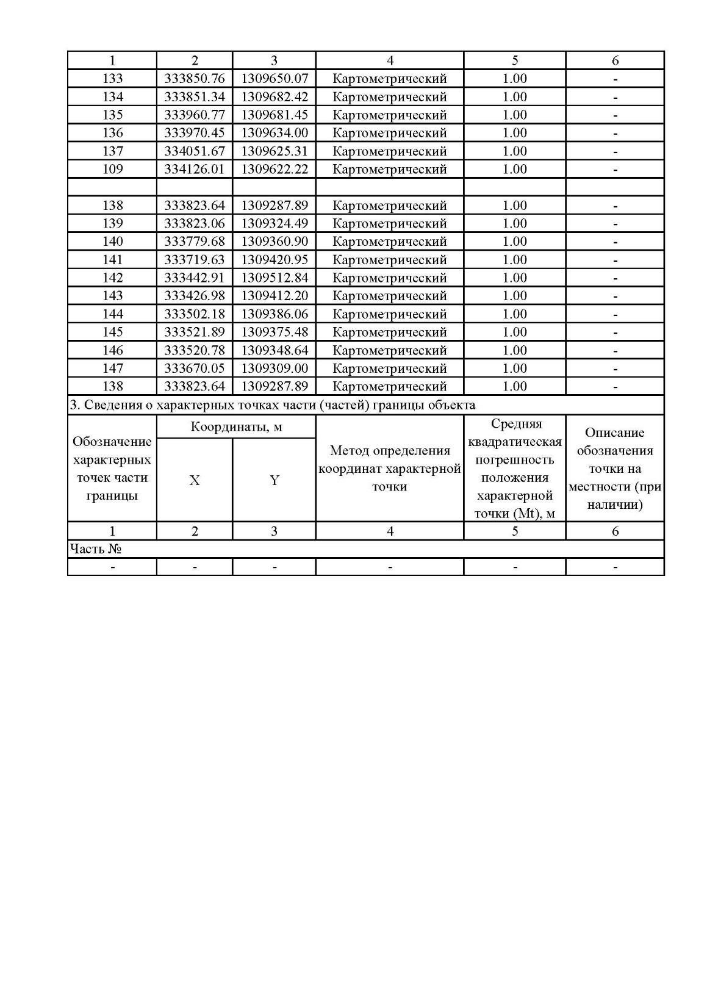 1 2 3 4 5 6
133 333850.76 1309650.07 Картометрический 1.00 -
134 333851.34 1309682.42 Картометрический 1.00 -
135 333960.77 1309681.45 Картометрический 1.00 -
136 333970.45 1309634.00 Картометрический 1.00 -
137 334051.67 1309625.31 Картометрический 1.00 -
109 334126.01 1309622.22 Картометрический 1.00 -
138 333823.64 1309287.89 Картометрический 1.00 -
139 333823.06 1309324.49 Картометрический 1.00 -
140 333779.68 1309360.90 Картометрический 1.00 -
141 333719.63 1309420.95 Картометрический 1.00 -
142 333442.91 1309512.84 Картометрический 1.00 -
143 333426.98 1309412.20 Картометрический 1.00 -
144 333502.18 1309386.06 Картометрический 1.00 -
145 333521.89 1309375.48 Картометрический 1.00 -
146 333520.78 1309348.64 Картометрический 1.00 -
147 333670.05 1309309.00 Картометрический 1.00 -
138 333823.64 1309287.89 Картометрический 1.00 -
3. Сведения о характерных точках части (частей) границы объекта
Обозначение
характерных
точек части
границы
Координаты, м
X
Y
Метод определения
координат характерной
точки
Средняя
квадратическая
погрешность
положения
характерной
точки (Mt), м
Описание
обозначения
точки на
местности (при
наличии)
1 2 3 4 5 6
Часть №
- - - - - -